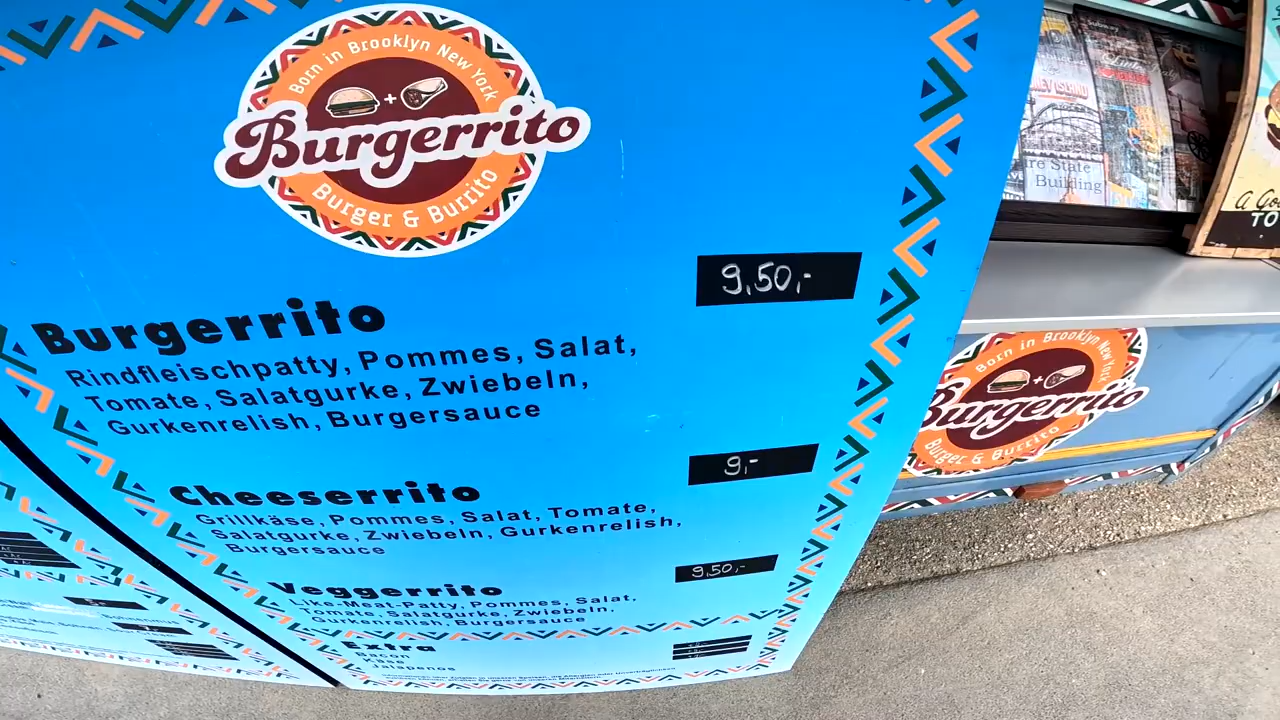 Born in Brooklyn New York
Burgerrito
Burger & Burrito
9,50,-
Burgerrito
Rindfleischpatty, Pommes, Salat,
Tomate, Salatgurke, Zwiebeln,
Gurkenrelish, Burgersauce
9,-
Cheeserrito
Grillkäse, Pommes, Salat, Tomate,
Salatgurke, Zwiebeln, Gurkenrelish,
Burgersauce
9,50,-
Veggerrito
Like-Meat-Patty, Pommes, Salat,
Tomate, Salatgurke, Zwiebeln,
Gurkenrelish, Burgersauce
Extra
Bacon
Käse
Jalapenos
Born in Brooklyn New York
Burgerrito
Burger & Burrito
State
Building
A
TO